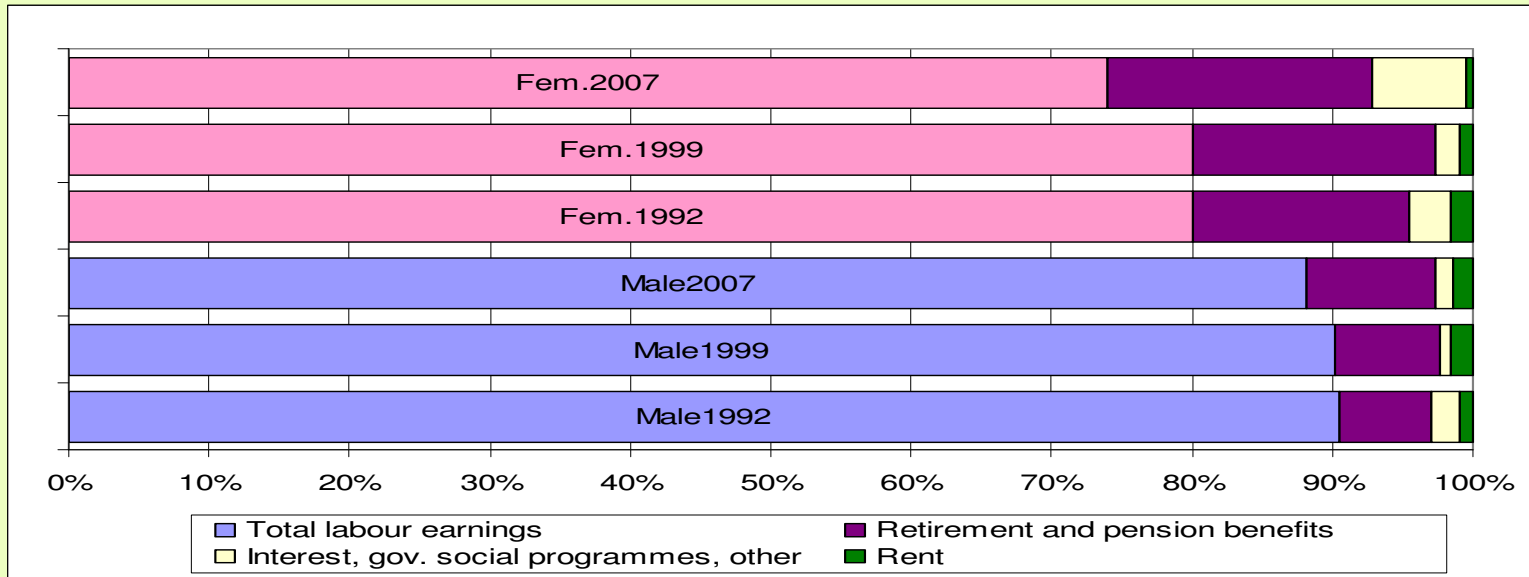 Fem.2007
Fem.1999
Fem.1992
Male2007
Male1999
Male1992
0% 10% 20% 30% 40% 50% 60% 70% 80% 90% 100%
Total labour earnings Retirement and pension benefits
Interest, gov. social programmes, other Rent